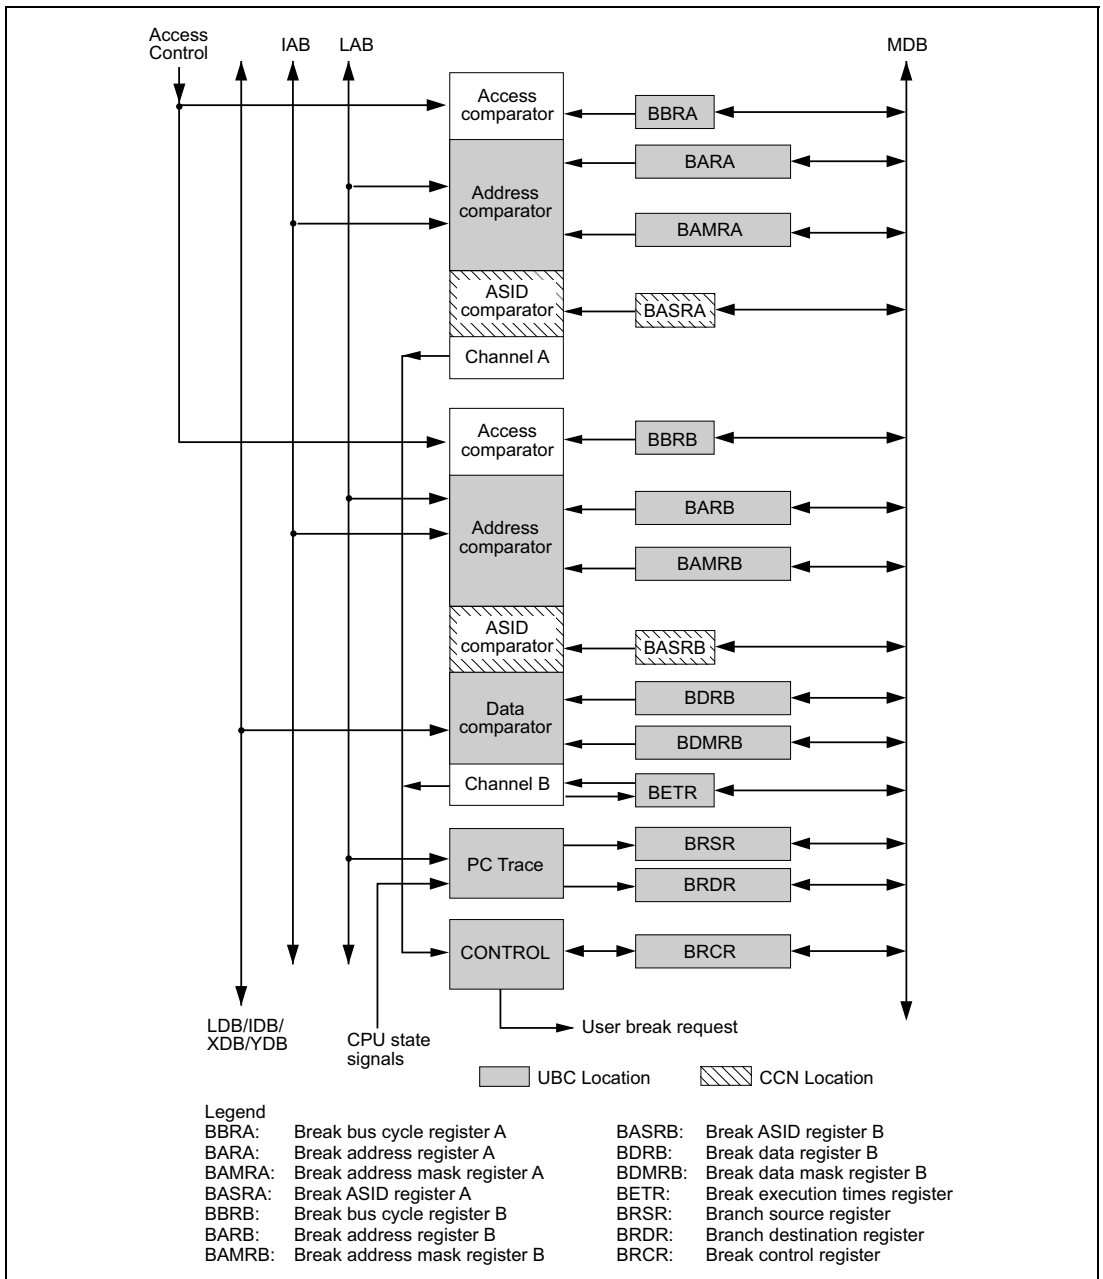 Access
Control
IAB
LAB
MDB
Access
comparator
BBRA
Address
comparator
BARA
BAMRA
ASID
comparator
BASRA
Channel A
Access
comparator
BBRB
Address
comparator
BARB
BAMRB
ASID
comparator
BASRB
Data
comparator
BDRB
BDMRB
Channel B
BETR
PC Trace
BRSR
BRDR
CONTROL
BRCR
LDB/IDB/
XDB/YDB
CPU state
signals
User break request
UBC Location
CCN Location
Legend
BBRA: Break bus cycle register A
BARA: Break address register A
BAMRA: Break address mask register A
BASRA: Break ASID register A
BBRB: Break bus cycle register B
BARB: Break address register B
BAMRB: Break address mask register B
BASRB: Break ASID register B
BDRB: Break data register B
BDMRB: Break data mask register B
BETR: Break execution times register
BRSR: Branch source register
BRDR: Branch destination register
BRCR: Break control register